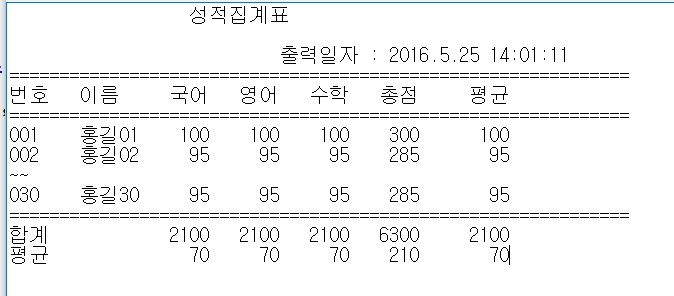 성적집계표
출력일자 : 2016.5.25 14:01:11
==============================================================
번호 이름 국어 영어 수학 총점 평균
==============================================================
001 홍길01 100 100 100 300 100
002 홍길02 95 95 95 285 95
~~
030 홍길30 95 95 95 285 95
==============================================================
합계 2100 2100 2100 6300 2100
평균 70 70 70 210 70